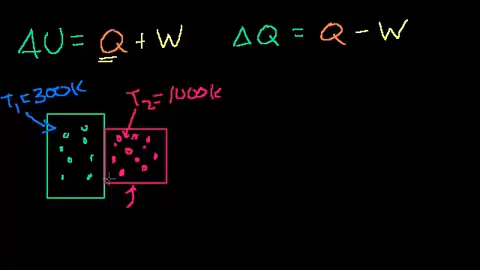 ΔU = Q + W
ΔQ = Q - W
T₁=300K
T₂=1000K